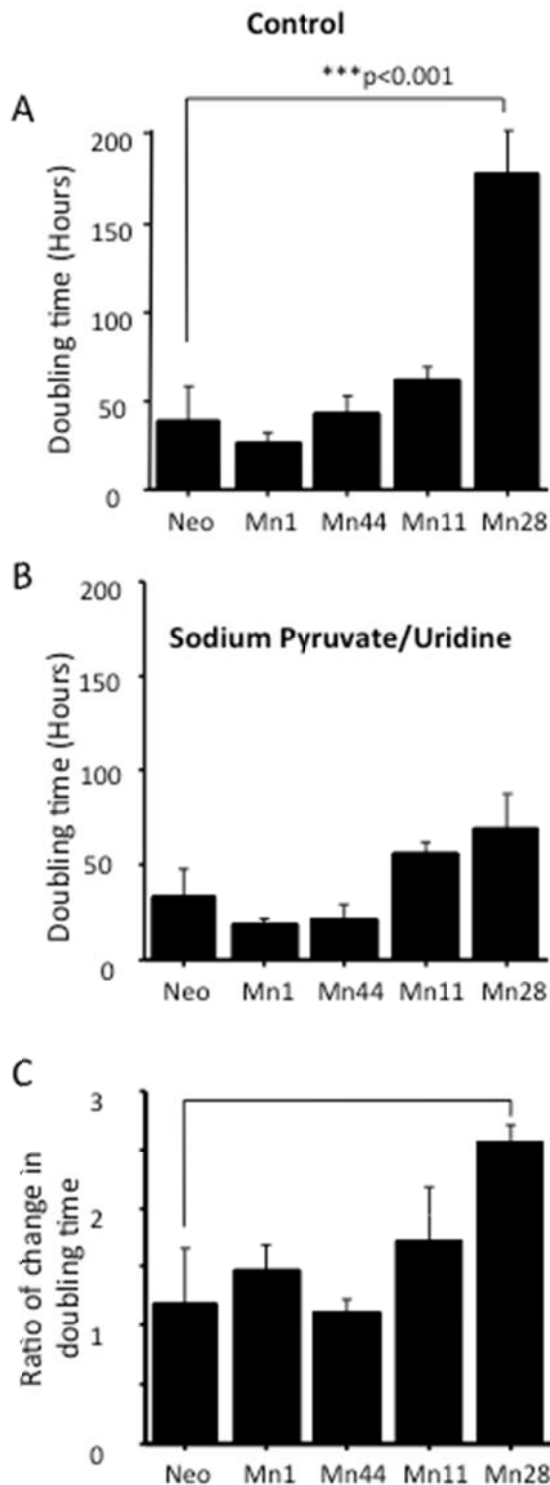 Control
***p<0.001
A
200
150
100
50
0
Doubling time (Hours)
Neo Mn1 Mn44 Mn11 Mn28
B
Sodium Pyruvate/Uridine
200
150
100
50
0
Doubling time (Hours)
Neo Mn1 Mn44 Mn11 Mn28
C
3
2
1
0
Ratio of change in
doubling time
Neo Mn1 Mn44 Mn11 Mn28